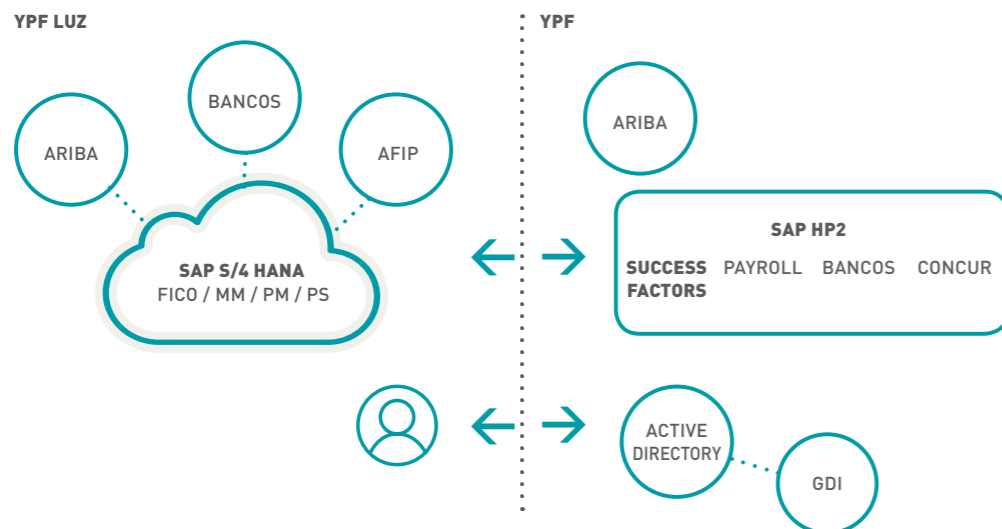 YPF LUZ
BANCOS
ARIBA
AFIP
SAP S/4 HANA
FICO / MM / PM / PS
YPF
ARIBA
SAP HP2
SUCCESS FACTORS
PAYROLL
BANCOS
CONCUR
ACTIVE
DIRECTORY
GDI